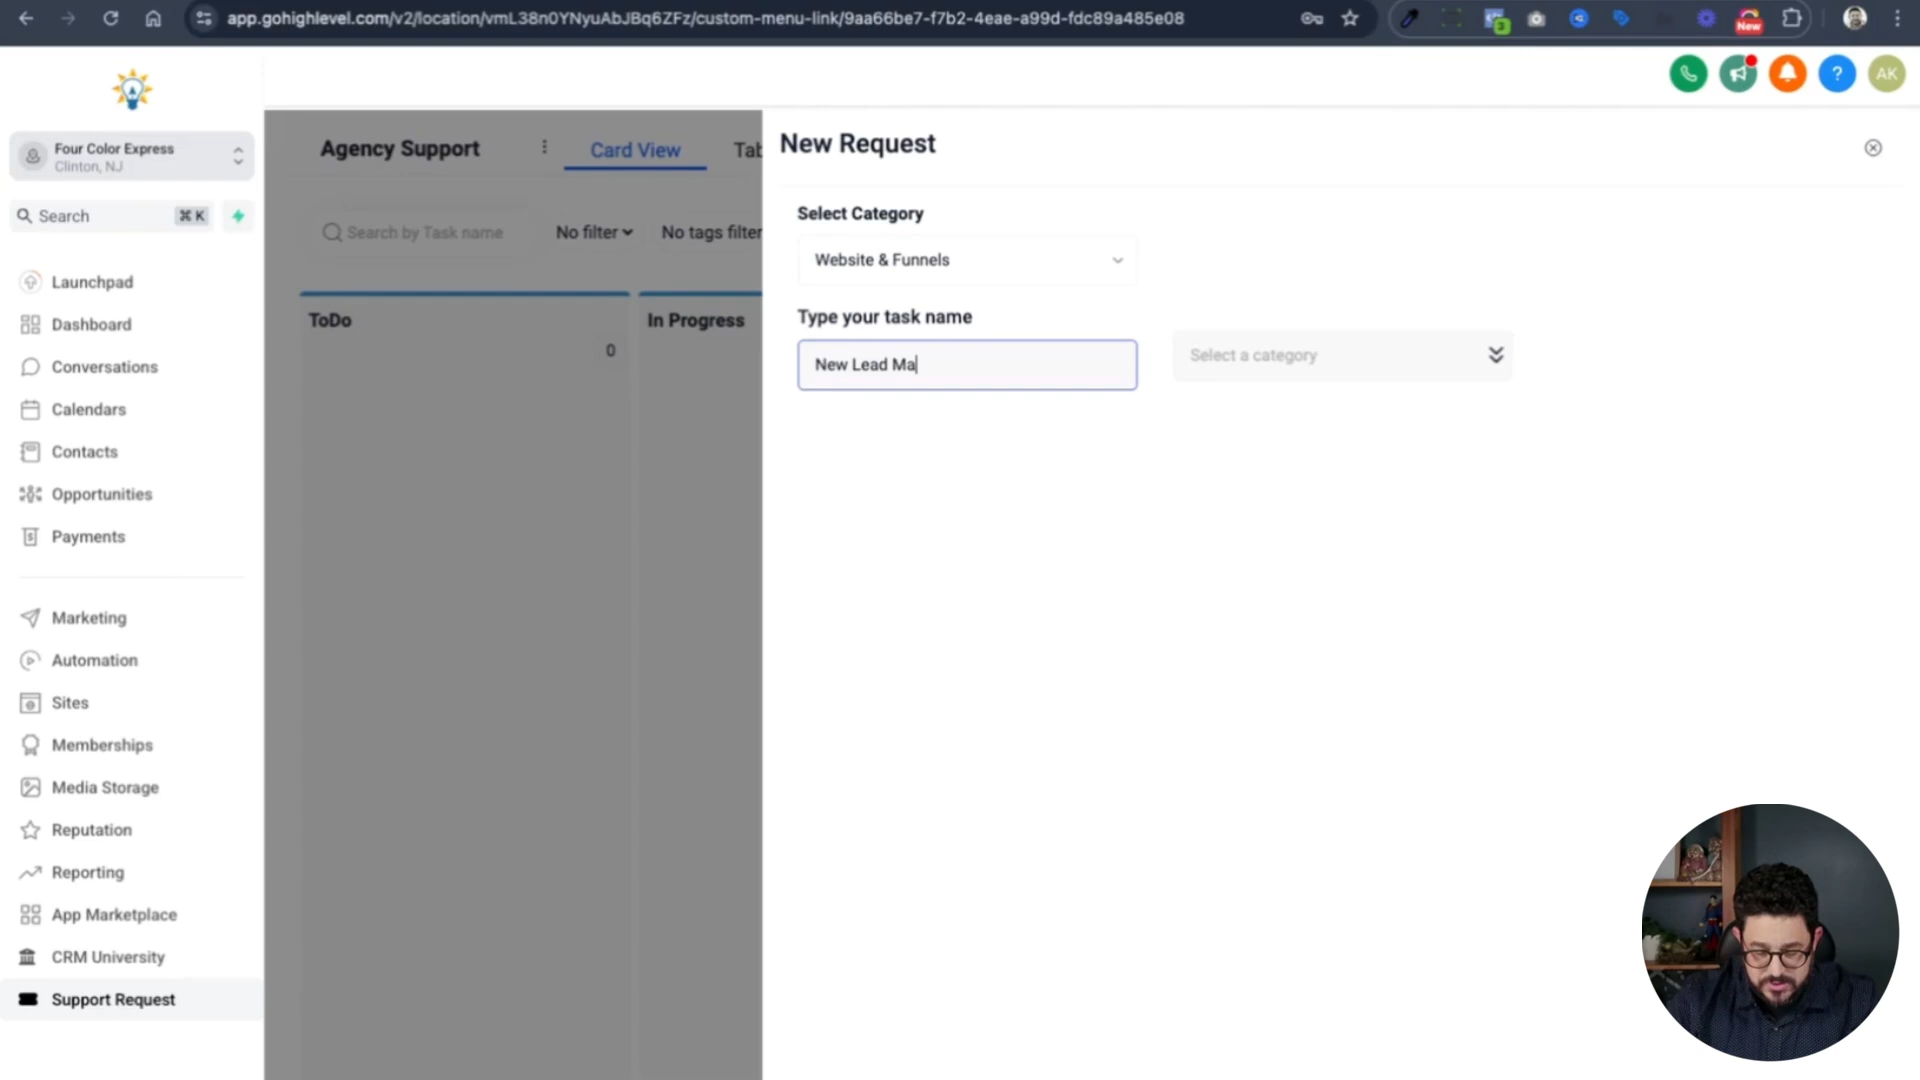 app.gohighlevel.com/v2/location/vmL38n0YNyuAbJBq6ZFz/custom-menu-link/9aa66be7-f7b2-4eae-a99d-fdc89a485e08
3
New
AK
Four Color Express
Clinton, NJ
Search ⌘ K
Launchpad
Dashboard
Conversations
Calendars
Contacts
Opportunities
Payments
Marketing
Automation
Sites
Memberships
Media Storage
Reputation
Reporting
App Marketplace
CRM University
Support Request
Agency Support
Card View
Tab
Search by Task name
No filter
No tags filter
ToDo
0
In Progress
New Request
Select Category
Website & Funnels
Type your task name
New Lead Ma
Select a category